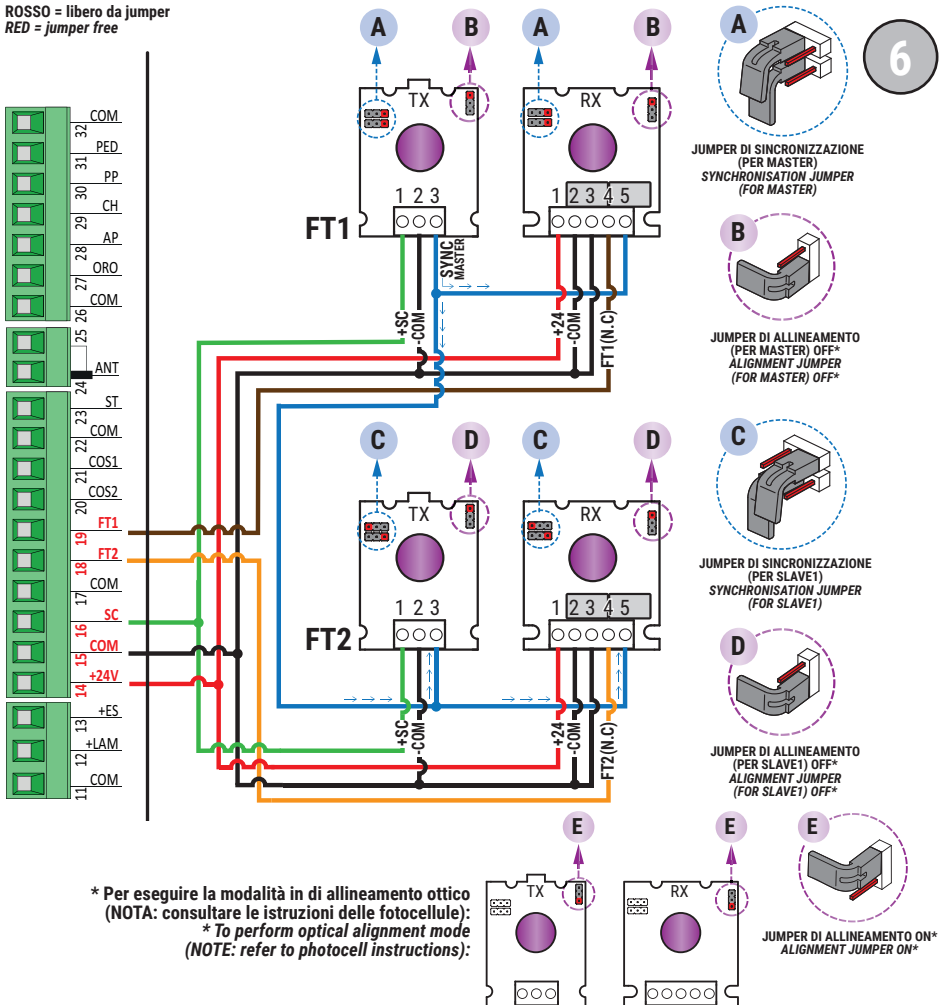 ROSSO = libero da jumper
RED = jumper free
6
A
B
A
B
A
TX
RX
1 2 3
1 2 3 4 5
FT1
SYNC
MASTER
+SC
-COM
+24
-COM
FT1(N.C)
JUMPER DI SINCRONIZZAZIONE
(PER MASTER)
SYNCHRONISATION JUMPER
(FOR MASTER)
B
JUMPER DI ALLINEAMENTO
(PER MASTER) OFF*
ALIGNMENT JUMPER
(FOR MASTER) OFF*
COM
32
PED
31
PP
30
CH
29
AP
28
ORO
27
COM
26
25
ANT
24
ST
23
COM
22
COS1
21
COS2
20
FT1
19
FT2
18
COM
17
SC
16
COM
15
+24V
14
+ES
13
+LAM
12
COM
11
C
D
C
D
TX
RX
1 2 3
1 2 3 4 5
FT2
+SC
-COM
+24
-COM
FT2(N.C)
C
JUMPER DI SINCRONIZZAZIONE
(PER SLAVE1)
SYNCHRONISATION JUMPER
(FOR SLAVE1)
D
JUMPER DI ALLINEAMENTO
(PER SLAVE1) OFF*
ALIGNMENT JUMPER
(FOR SLAVE1) OFF*
E
E
E
TX
RX
* Per eseguire la modalità in di allineamento ottico
(NOTA: consultare le istruzioni delle fotocellule):
* To perform optical alignment mode
(NOTE: refer to photocell instructions):
JUMPER DI ALLINEAMENTO ON*
ALIGNMENT JUMPER ON*